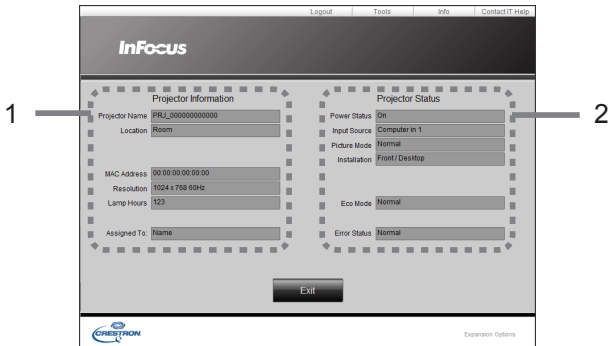 Logout Tools Info Contact IT Help
InFocus
1
2
Projector Information
Projector Name PRJ_000000000000
Location Room
MAC Address 00:00:00:00:00:00
Resolution 1024 x 768 60Hz
Lamp Hours 123
Assigned To: Name
Projector Status
Power Status On
Input Source Computer in 1
Picture Mode Normal
Installation Front / Desktop
Eco Mode Normal
Error Status Normal
Exit
CRESTRON
Expansion Options